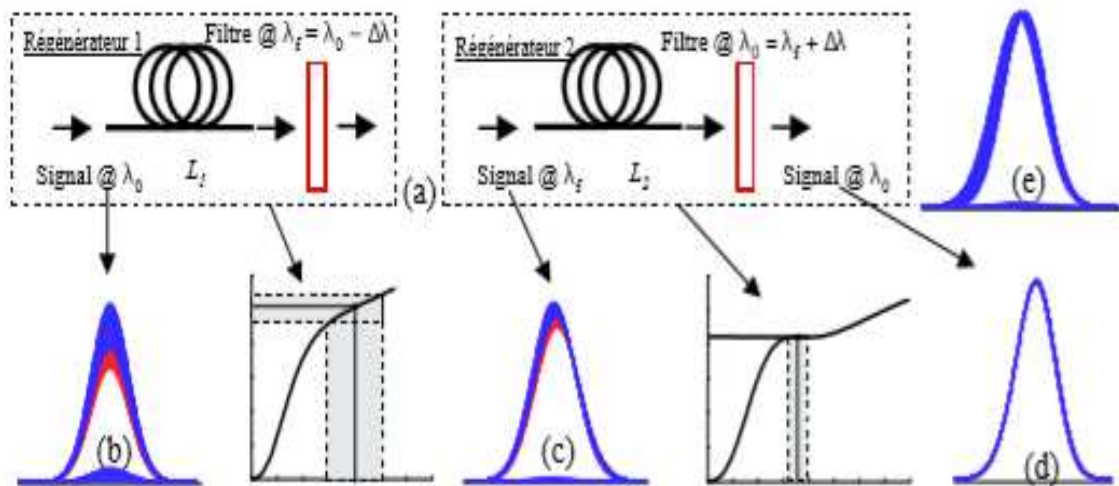 Régénérateur 1
Filtre @ λf = λ0 − Δλ
Signal @ λ0
L1
(a)
Régénérateur 2
Filtre @ λ0 = λf + Δλ
Signal @ λf
L2
Signal @ λ0
(e)
(b)
(c)
(d)